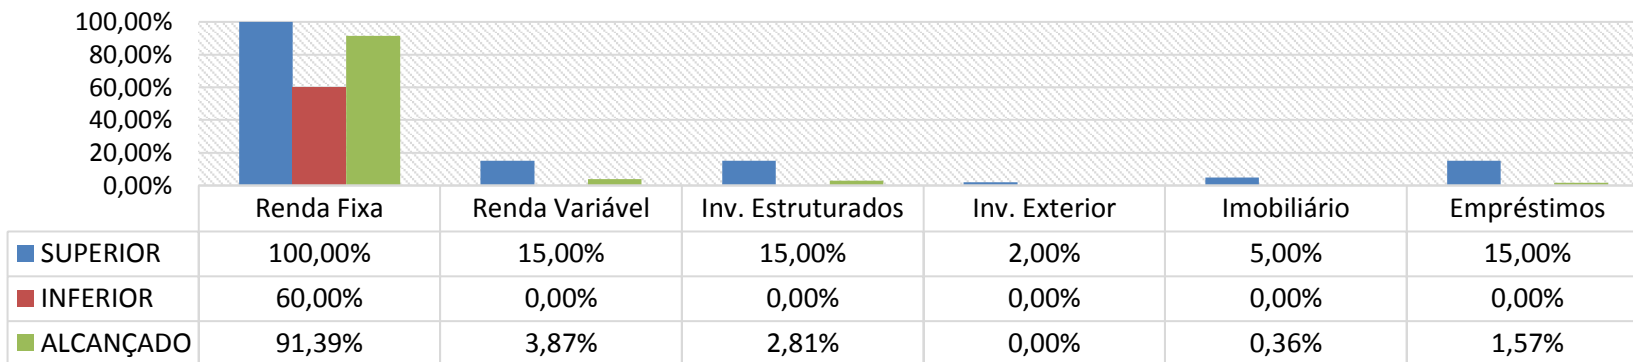 100,00%
80,00%
60,00%
40,00%
20,00%
0,00%
Renda Fixa Renda Variável Inv. Estruturados Inv. Exterior Imobiliário Empréstimos
SUPERIOR 100,00% 15,00% 15,00% 2,00% 5,00% 15,00%
INFERIOR 60,00% 0,00% 0,00% 0,00% 0,00% 0,00%
ALCANÇADO 91,39% 3,87% 2,81% 0,00% 0,36% 1,57%